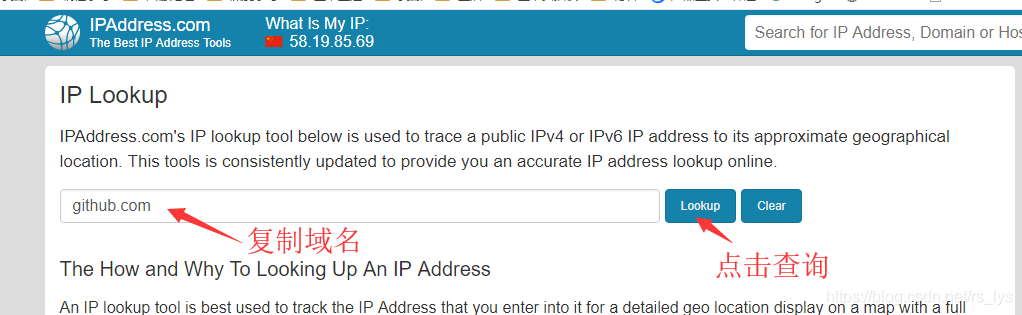 IPAddress.com
The Best IP Address Tools
What Is My IP:
58.19.85.69
Search for IP Address, Domain or Hos
IP Lookup
IPAddress.com's IP lookup tool below is used to trace a public IPv4 or IPv6 IP address to its approximate geographical
location. This tools is consistently updated to provide you an accurate IP address lookup online.
github.com
Lookup
Clear
复制域名
点击查询
The How and Why To Looking Up An IP Address
An IP lookup tool is best used to track the IP Address that you enter into it for a detailed geo location display on a map with a full
https://blog.csdn.net/rs_lys